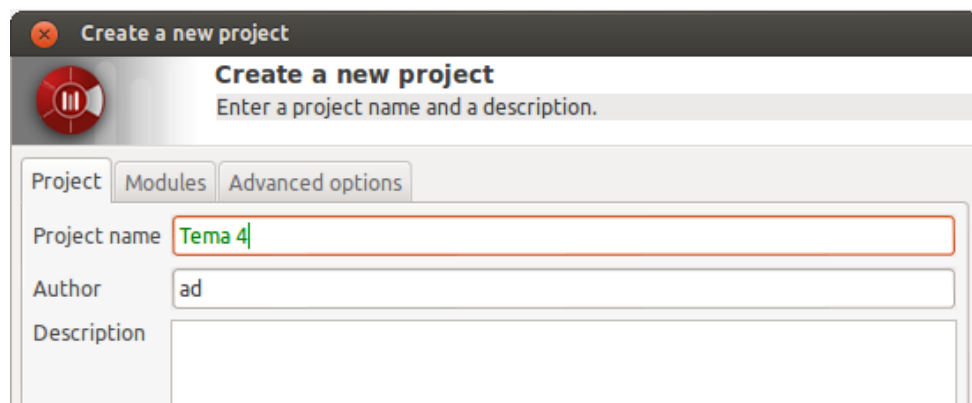 Create a new project
Create a new project
Enter a project name and a description.
Project Modules Advanced options
Project name Tema 4
Author ad
Description